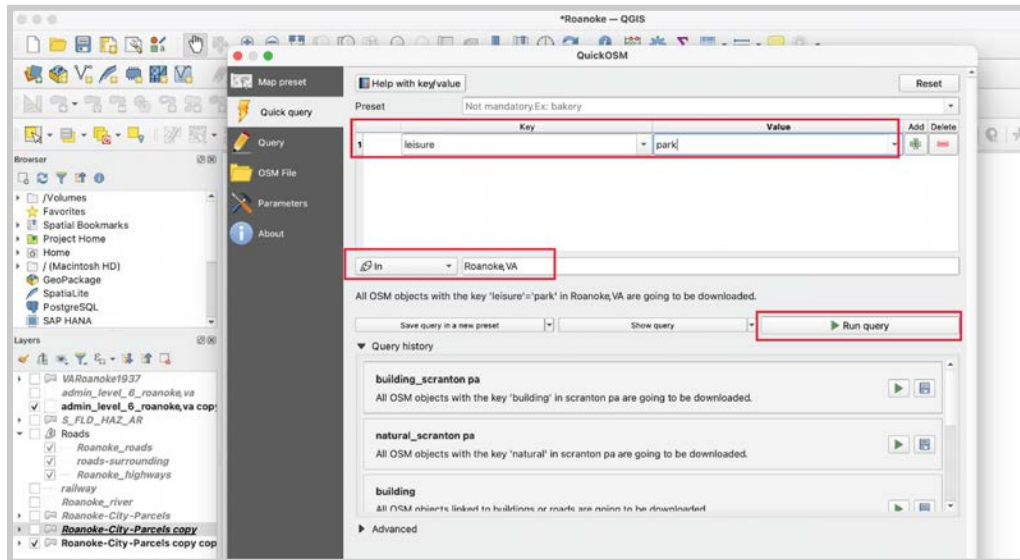 *Roanoke — QGIS
QuickOSM
Map preset
Quick query
Query
OSM File
Parameters
About
Help with key/value
Reset
Preset
Not mandatory. Ex: bakery
Key
Value
Add
Delete
1
leisure
park
In
Roanoke,VA
All OSM objects with the key 'leisure'='park' in Roanoke,VA are going to be downloaded.
Save query in a new preset
Show query
Run query
Query history
building_scranton pa
All OSM objects with the key 'building' in scranton pa are going to be downloaded.
natural_scranton pa
All OSM objects with the key 'natural' in scranton pa are going to be downloaded.
building
All OSM objects linked to buildings or roads are going to be downloaded
Advanced
Browser
/Volumes
Favorites
Spatial Bookmarks
Project Home
Home
/ (Macintosh HD)
GeoPackage
SpatiaLite
PostgreSQL
SAP HANA
Layers
VARoanoke1937
admin_level_6_roanoke,va
admin_level_6_roanoke,va cop
S_FLD_HAZ_AR
Roads
Roanoke_roads
roads-surrounding
Roanoke_highways
railway
Roanoke_river
Roanoke-City-Parcels
Roanoke-City-Parcels copy
Roanoke-City-Parcels copy cop